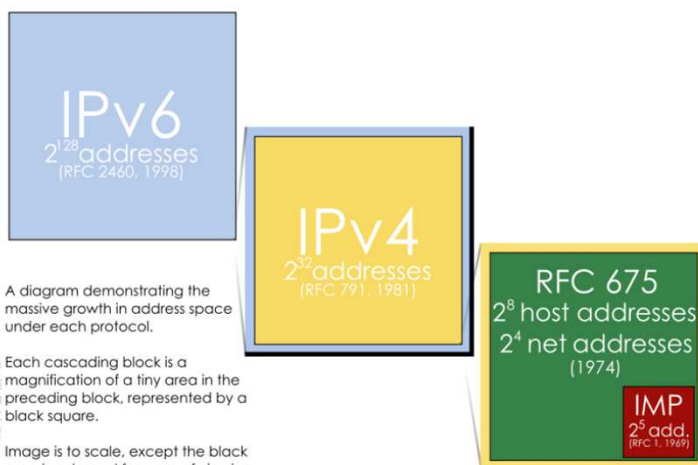 IPv6
2^128 addresses
(RFC 2460, 1998)
IPv4
2^32 addresses
(RFC 791, 1981)
RFC 675
2^8 host addresses
2^4 net addresses
(1974)
IMP
2^5 add.
(RFC 1, 1969)
A diagram demonstrating the
massive growth in address space
under each protocol.
Each cascading block is a
magnification of a tiny area in the
preceding block, represented by a
black square.
Image is to scale, except the black